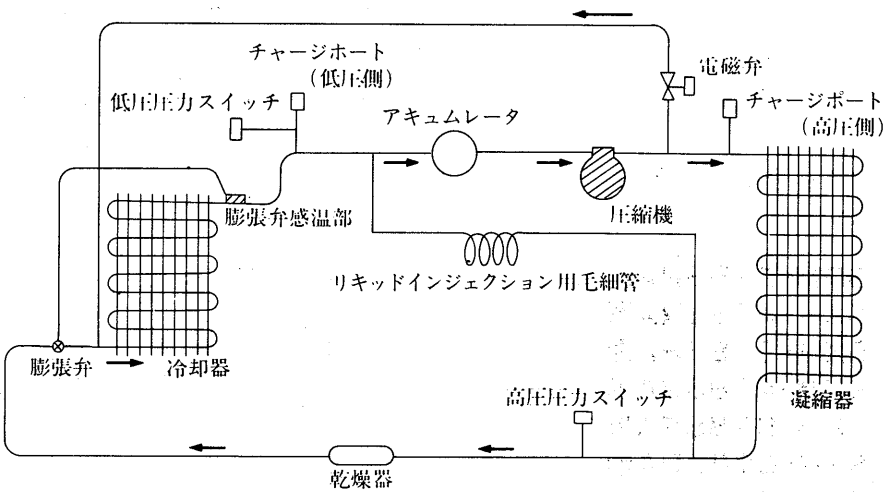 チャージホート
(低圧側)
電磁弁
低圧圧力スイッチ
アキュムレータ
チャージポート
(高圧側)
膨張弁感温部
圧縮機
リキッドインジェクション用毛細管
膨張弁
冷却器
高圧圧力スイッチ
凝縮器
乾燥器